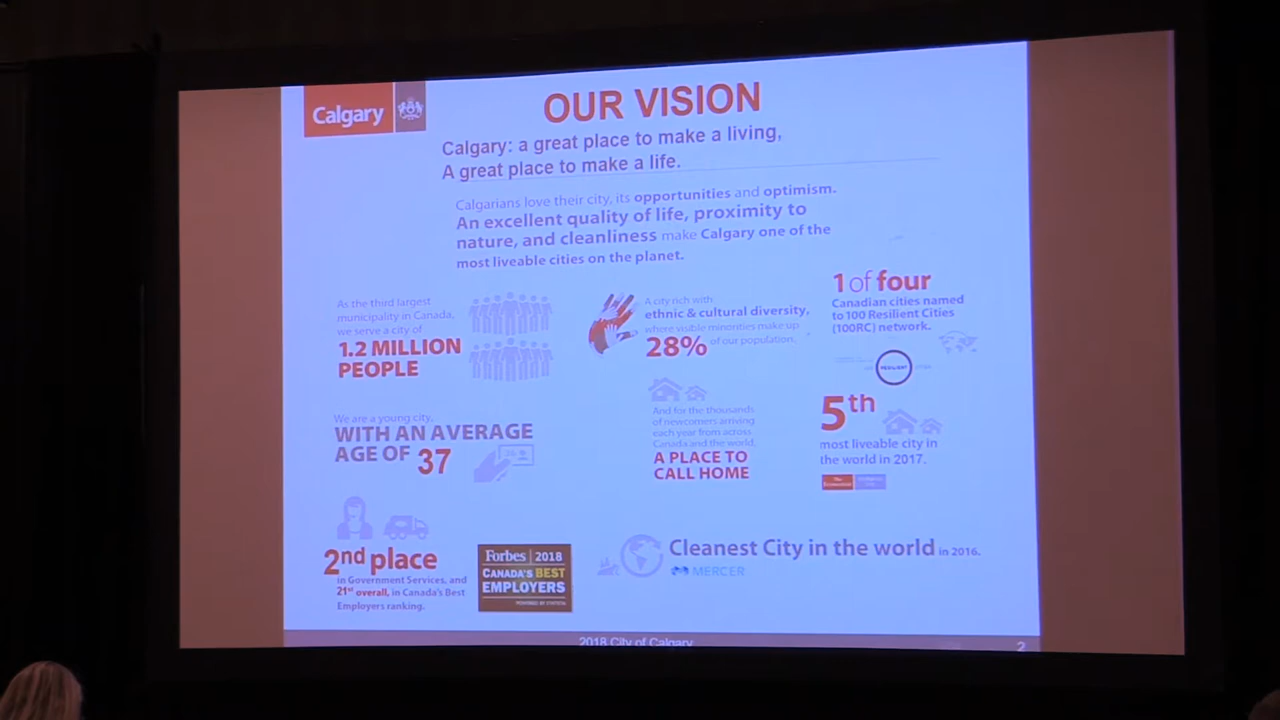 Calgary
OUR VISION
Calgary: a great place to make a living,
A great place to make a life.
Calgarians love their city, its opportunities and optimism.
An excellent quality of life, proximity to
nature, and cleanliness make Calgary one of the
most liveable cities on the planet.
As the third largest
municipality in Canada,
we serve a city of
1.2 MILLION
PEOPLE
A city rich with
ethnic & cultural diversity,
where visible minorities make up
28% of our population.
1 of four
Canadian cities named
to 100 Resilient Cities
(100RC) network.
RESILIENT
We are a young city,
WITH AN AVERAGE
AGE OF 37
And for the thousands
of newcomers arriving
each year from across
Canada and the world,
A PLACE TO
CALL HOME
5th
most liveable city in
the world in 2017.
The
Economist
2nd place
in Government Services, and
21st overall, in Canada's Best
Employers ranking.
Forbes 2018
CANADA'S BEST
EMPLOYERS
POWERED BY STATISTA
Cleanest City in the world in 2016.
MERCER
2018 City of Calgary
2